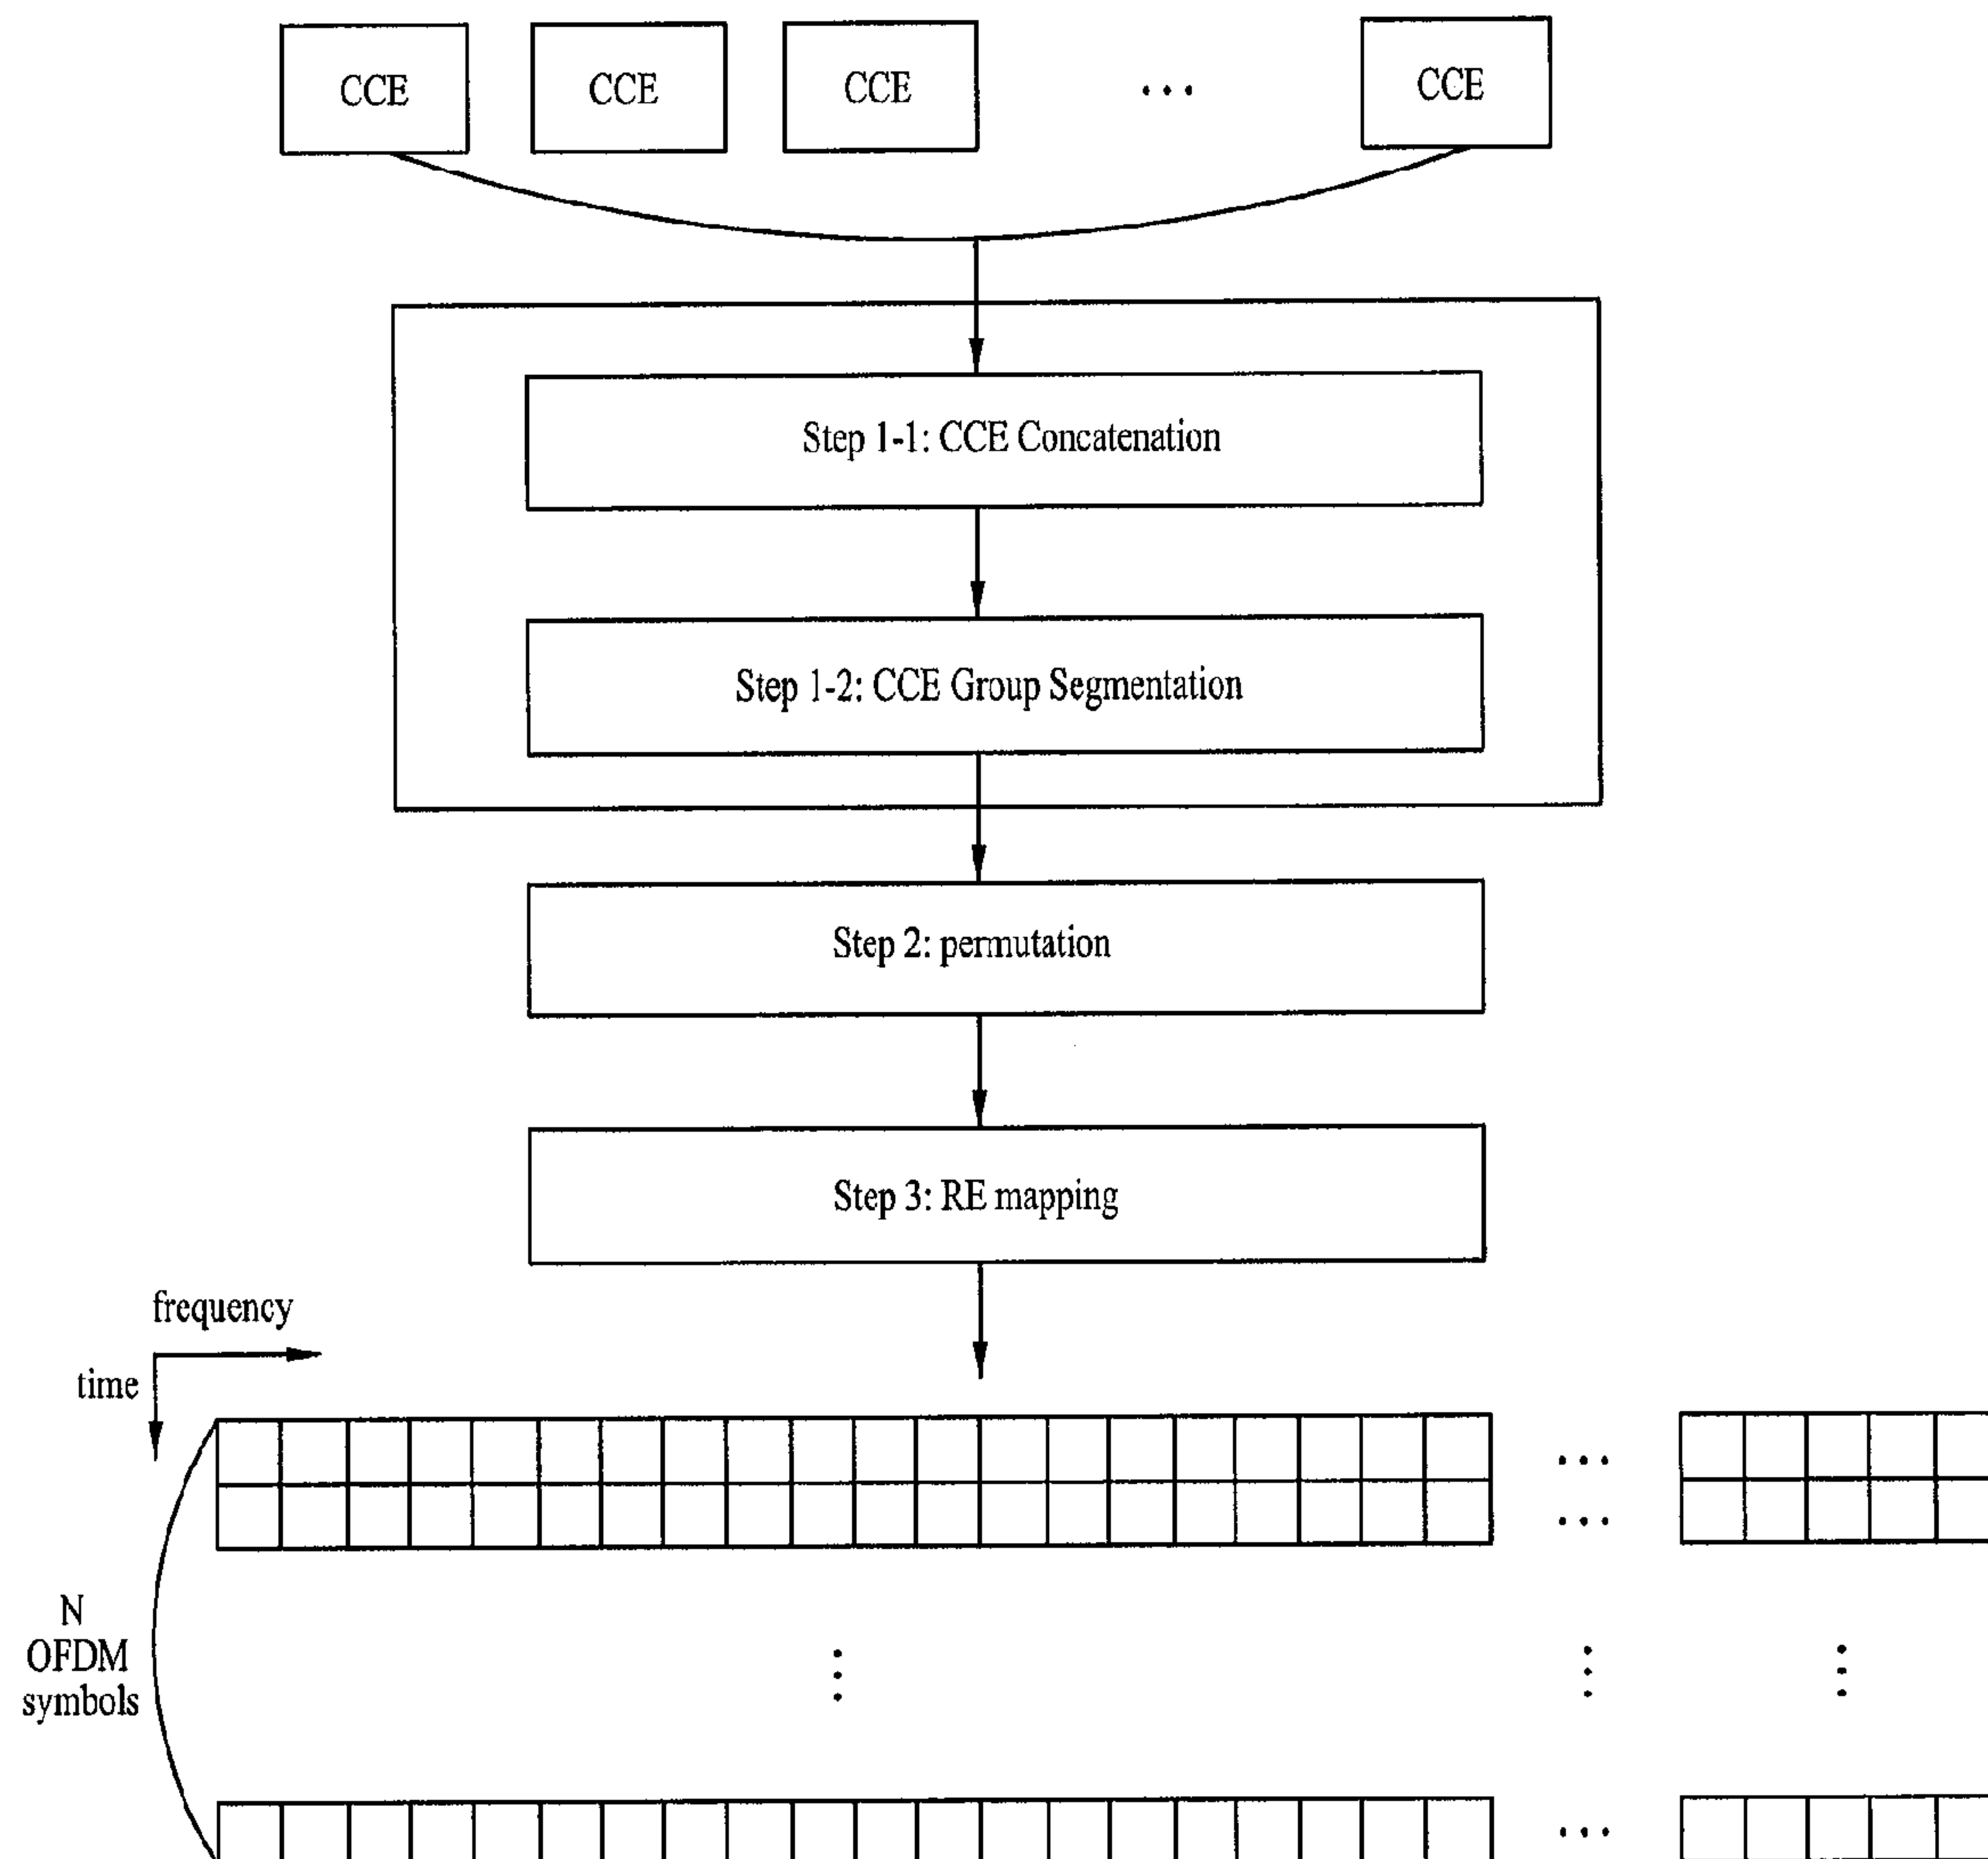 CCE CCE CCE ... CCE
Step 1-1: CCE Concatenation
Step 1-2: CCE Group Segmentation
Step 2: permutation
Step 3: RE mapping
frequency
time
...
...
N
OFDM
symbols
...